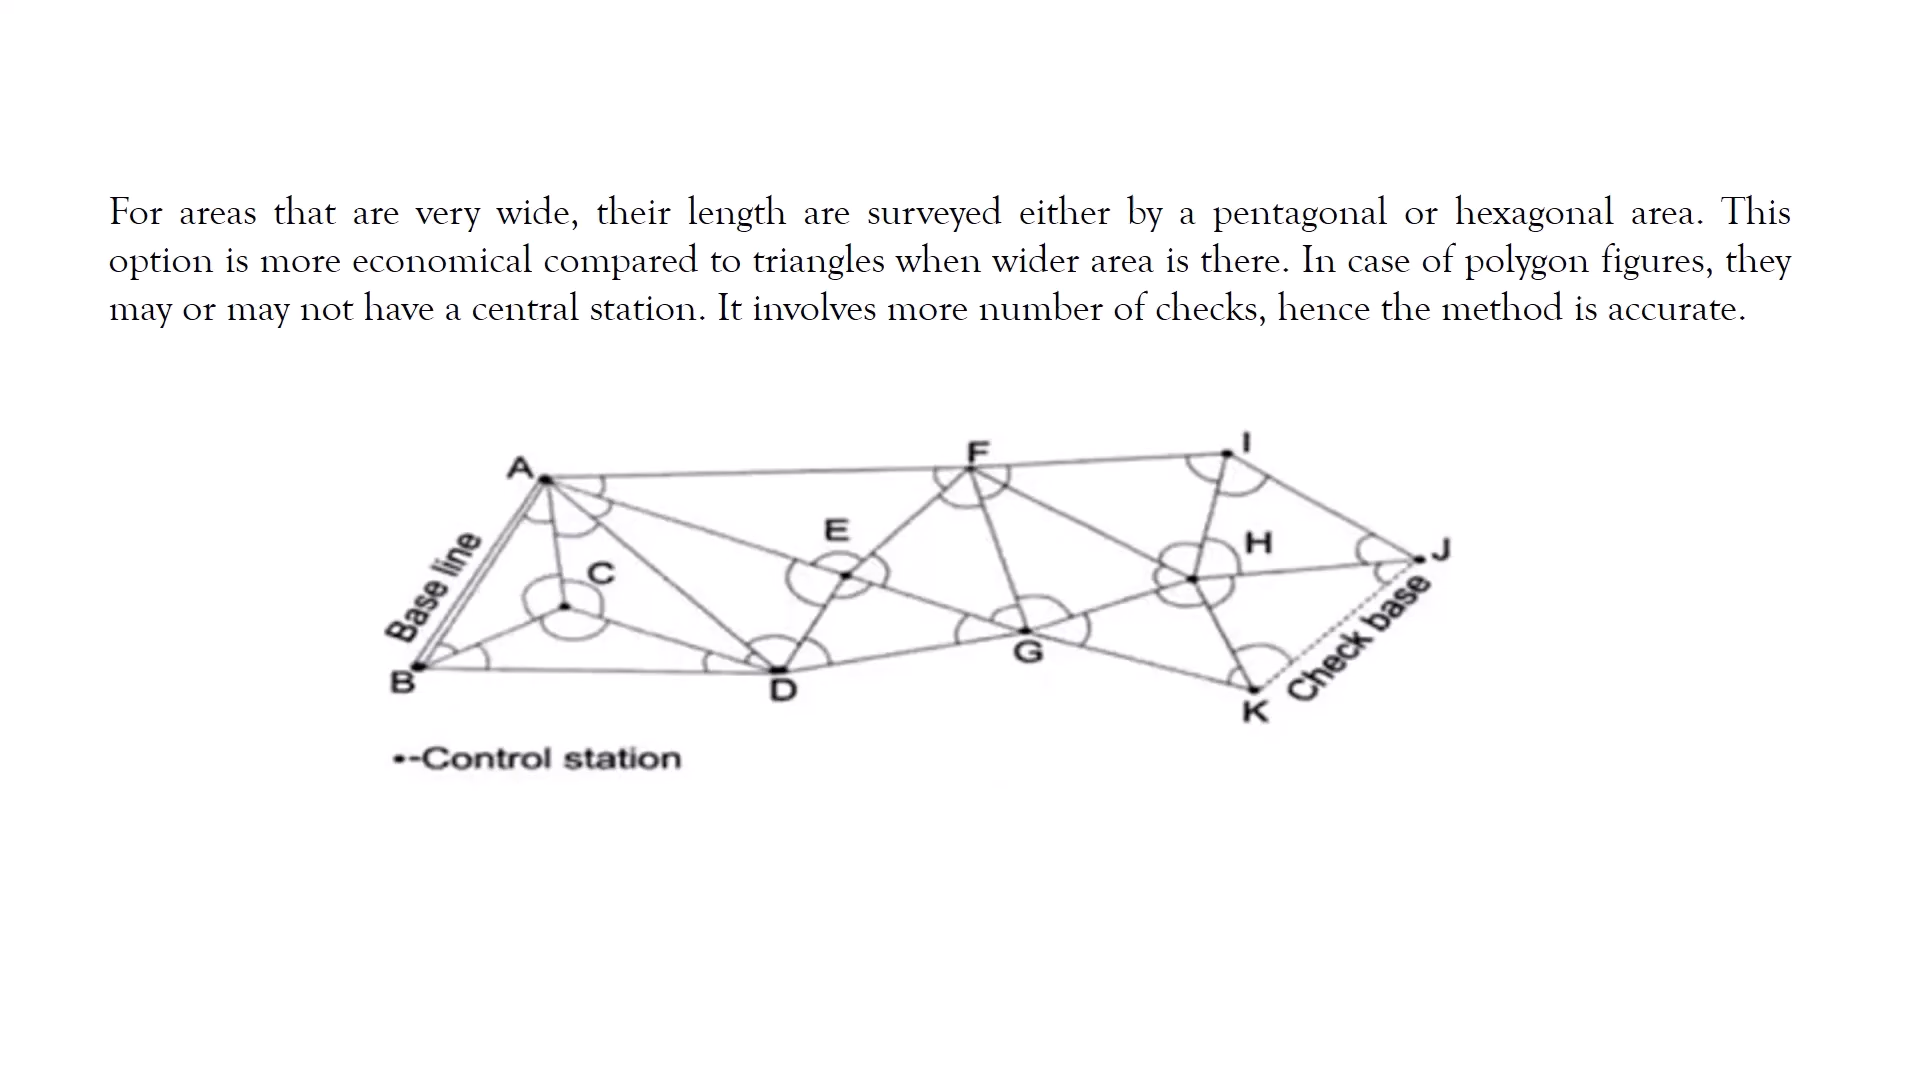 For areas that are very wide, their length are surveyed either by a pentagonal or hexagonal area. This
option is more economical compared to triangles when wider area is there. In case of polygon figures, they
may or may not have a central station. It involves more number of checks, hence the method is accurate.
A
F
I
E
H
J
C
Base line
Check base
G
B
D
K
•--Control station